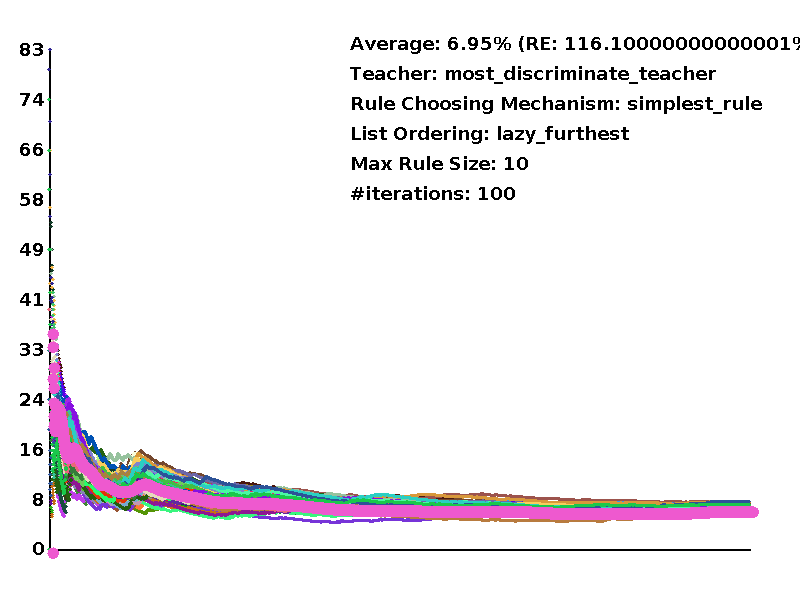 Average: 6.95% (RE: 116.10000000000001%
Teacher: most_discriminate_teacher
Rule Choosing Mechanism: simplest_rule
List Ordering: lazy_furthest
Max Rule Size: 10
#iterations: 100
83
74
66
58
49
41
33
24
16
8
0